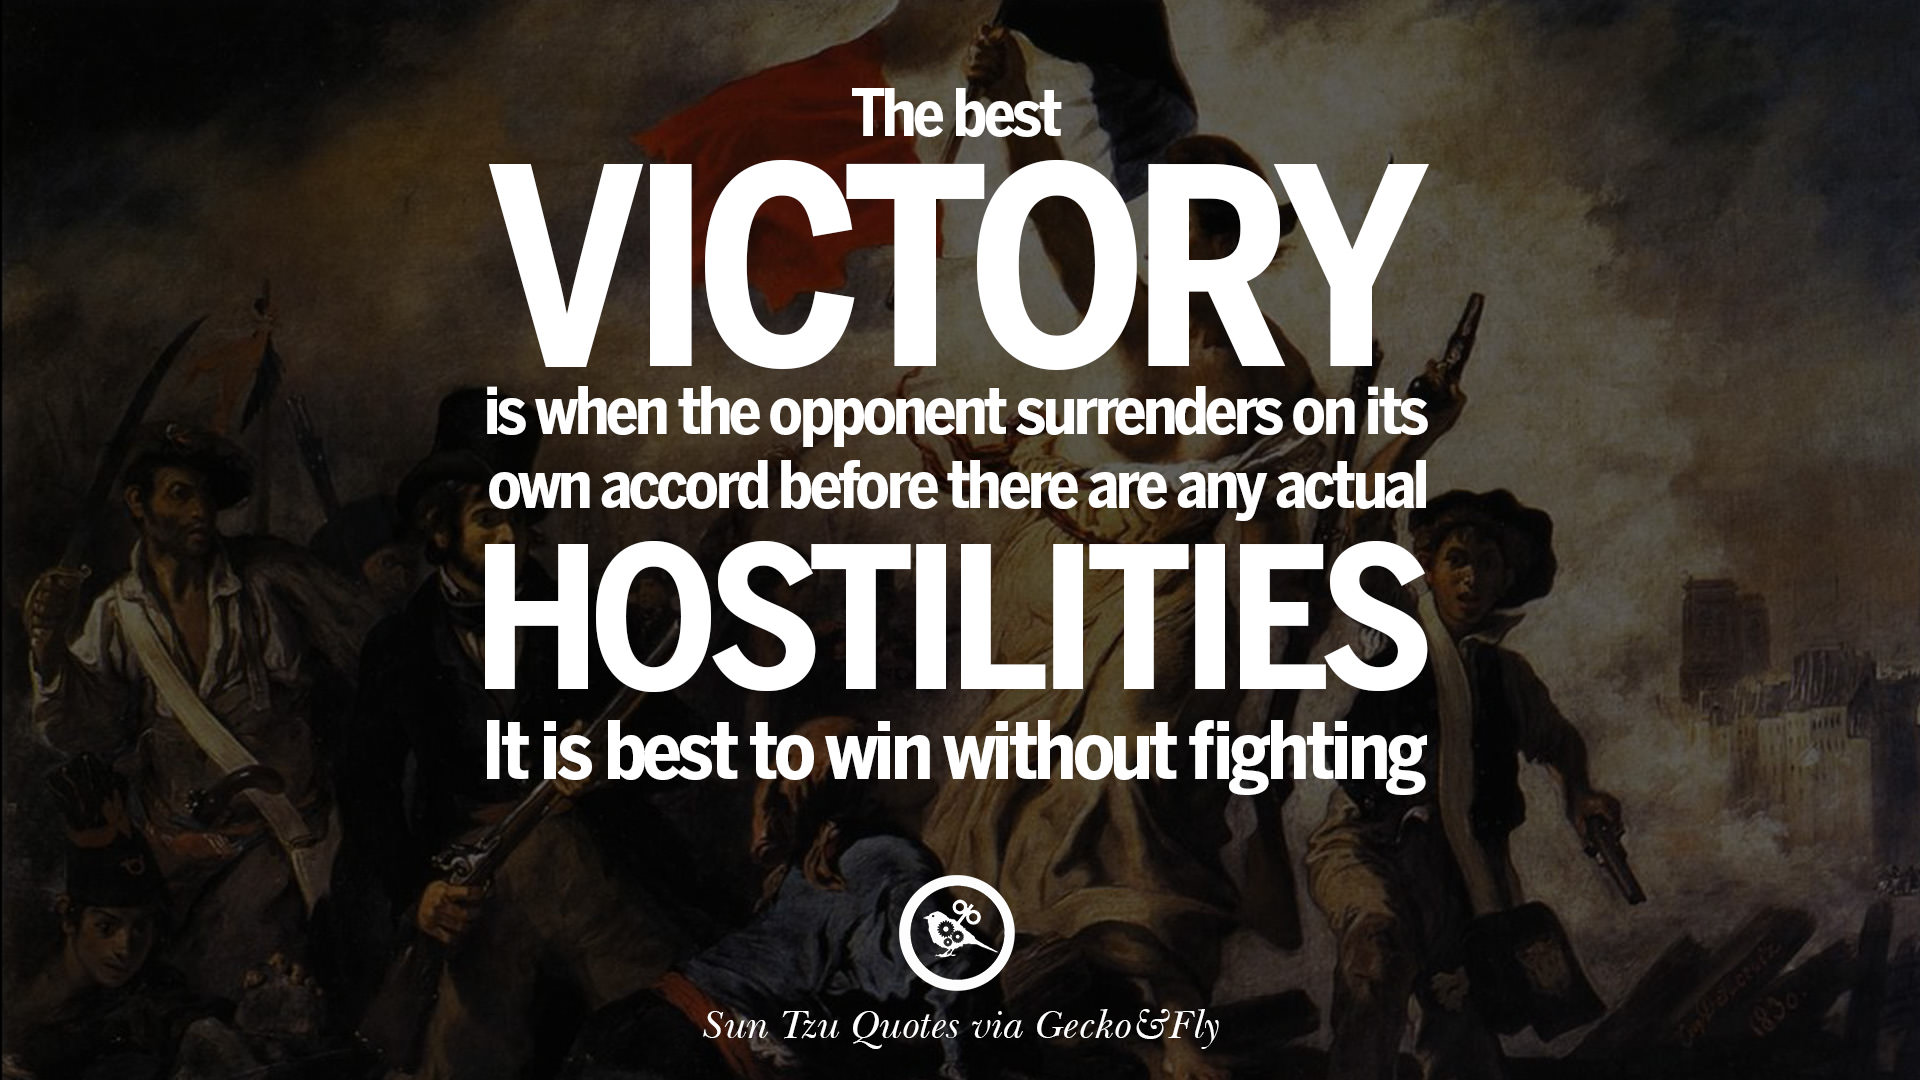 The best
VICTORY
is when the opponent surrenders on its
own accord before there are any actual
HOSTILITIES
It is best to win without fighting
Sun Tzu Quotes via Gecko&Fly
1830